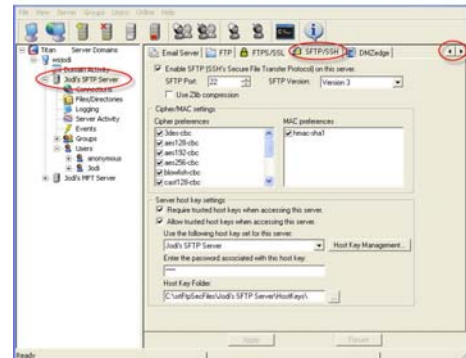 File View Server Groups Users Online Help
Titan Server Domains
Domain Activity
Jodi's SFTP Server
Connections
Files/Directories
Logging
Server Activity
Events
Groups
Users
anonymous
Jodi
Jodi's MFT Server
Email Server FTP FTPS/SSL SFTP/SSH DMZedge
Enable SFTP (SSH's Secure File Transfer Protocol) on this server.
SFTP Port: 22 SFTP Version: Version 3
Use Zlib compression
Cipher/MAC settings
Cipher preferences MAC preferences
3des-cbc hmac-sha1
aes128-cbc
aes192-cbc
aes256-cbc
blowfish-cbc
cast128-cbc
Server host key settings
Require trusted host keys when accessing this server.
Allow trusted host keys when accessing this server.
Use the following host key set for this server:
Jodi's SFTP Server Host Key Management...
Enter the password associated with this host key:
****
Host Key Folder:
C:\srtFtpSecFiles\Jodi's SFTP Server\HostKeys\ ...
Apply Revert
Ready